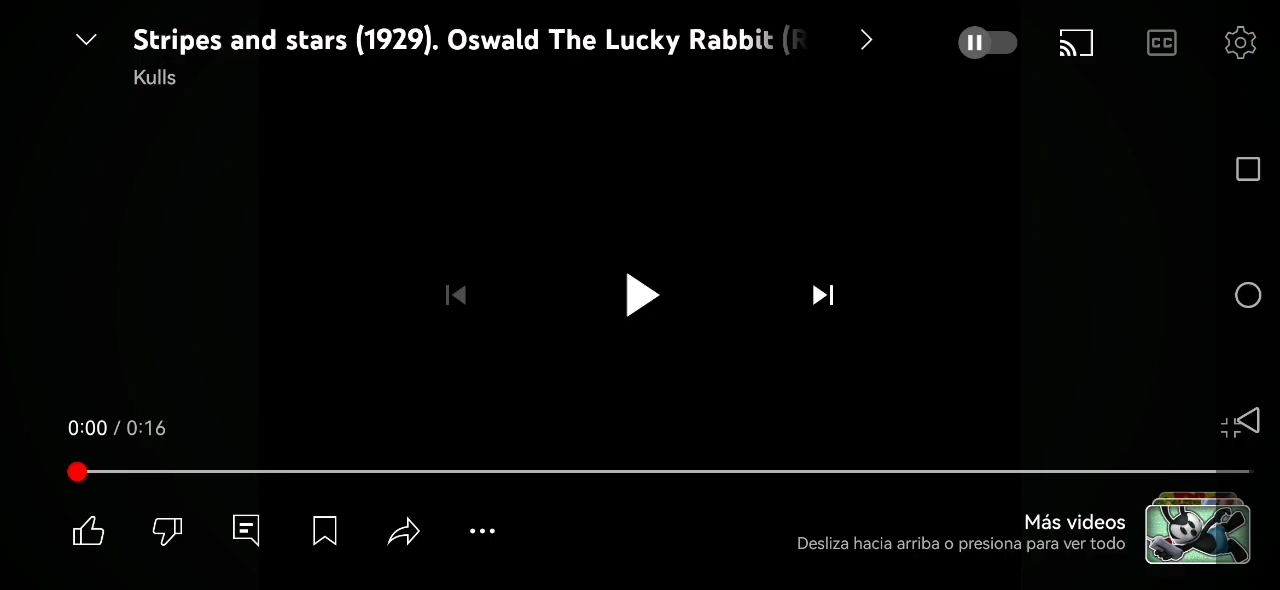 Stripes and stars (1929). Oswald The Lucky Rabbit (R
Kulls
CC
0:00 / 0:16
Más videos
Desliza hacia arriba o presiona para ver todo